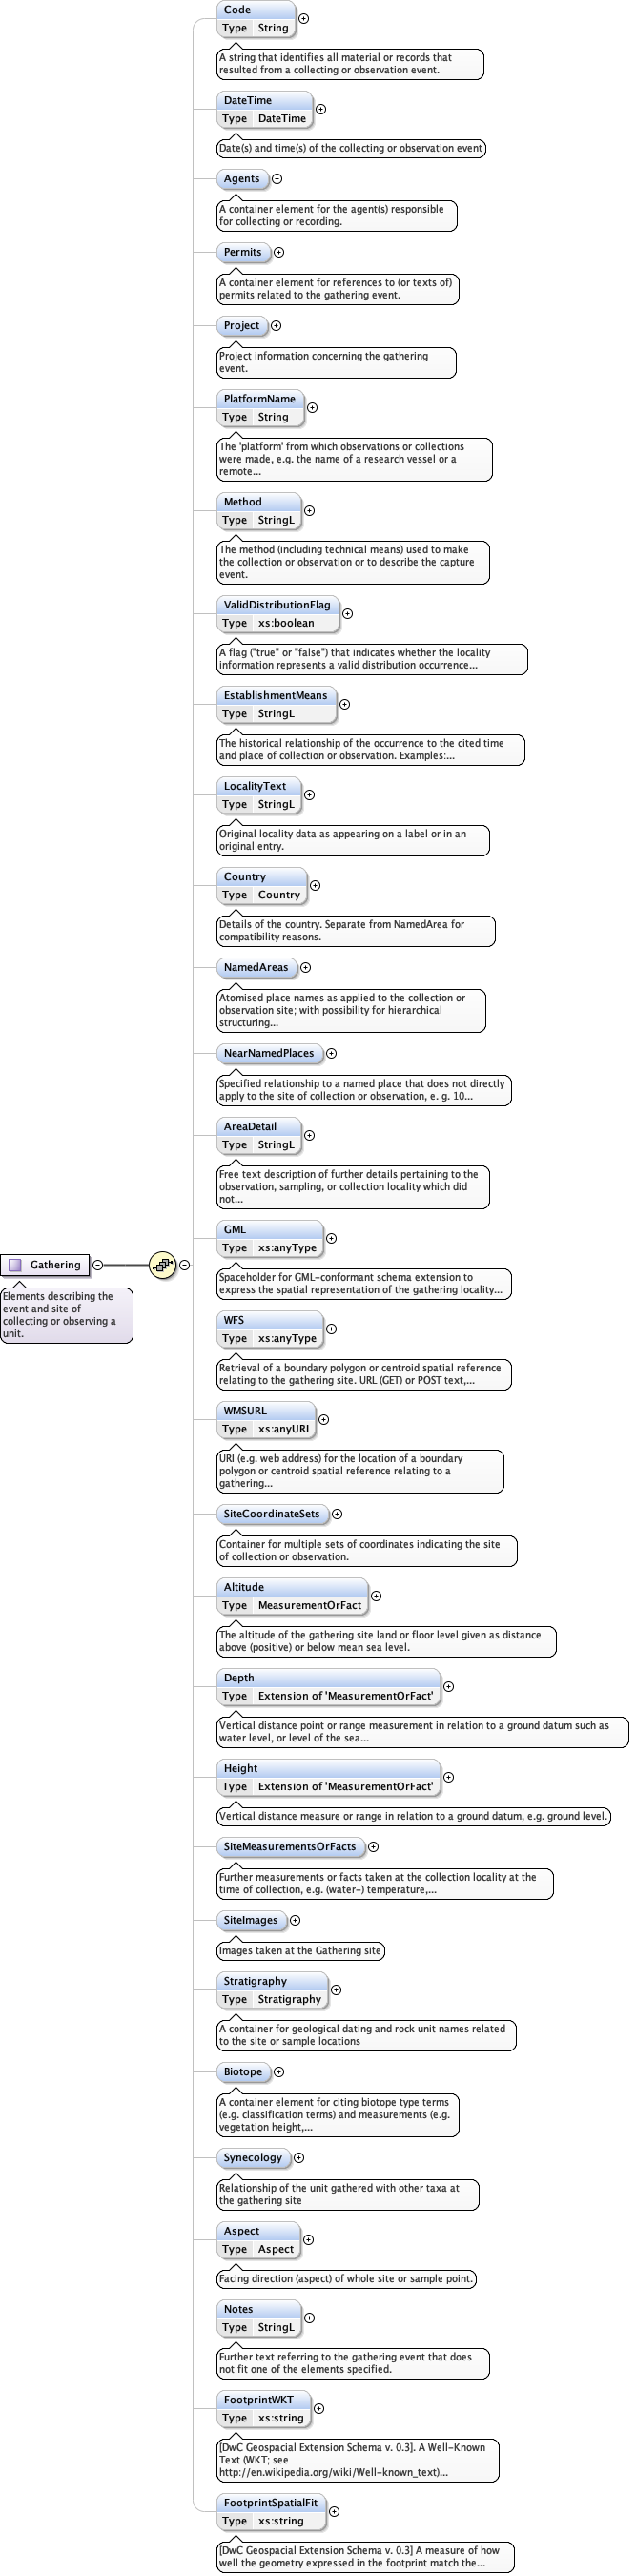 Code
Type String
A string that identifies all material or records that
resulted from a collecting or observation event.
DateTime
Type DateTime
Date(s) and time(s) of the collecting or observation event
Agents
A container element for the agent(s) responsible
for collecting or recording.
Permits
A container element for references to (or texts of)
permits related to the gathering event.
Project
Project information concerning the gathering
event.
PlatformName
Type String
The 'platform' from which observations or collections
were made, e.g. the name of a research vessel or a
remote...
Method
Type StringL
The method (including technical means) used to make
the collection or observation or to describe the capture
event.
ValidDistributionFlag
Type xs:boolean
A flag ("true" or "false") that indicates whether the locality
information represents a valid distribution occurrence...
EstablishmentMeans
Type StringL
The historical relationship of the occurrence to the cited time
and place of collection or observation. Examples:...
LocalityText
Type StringL
Original locality data as appearing on a label or in an
original entry.
Country
Type Country
Details of the country. Separate from NamedArea for
compatibility reasons.
NamedAreas
Atomised place names as applied to the collection or
observation site; with possibility for hierarchical
structuring...
NearNamedPlaces
Specified relationship to a named place that does not directly
apply to the site of collection or observation, e. g. 10...
AreaDetail
Type StringL
Free text description of further details pertaining to the
observation, sampling, or collection locality which did
not...
GML
Type xs:anyType
Spaceholder for GML-conformant schema extension to
express the spatial representation of the gathering locality...
Gathering
Elements describing the
event and site of
collecting or observing a
unit.
WFS
Type xs:anyType
Retrieval of a boundary polygon or centroid spatial reference
relating to the gathering site. URL (GET) or POST text,...
WMSURL
Type xs:anyURI
URI (e.g. web address) for the location of a boundary
polygon or centroid spatial reference relating to a
gathering...
SiteCoordinateSets
Container for multiple sets of coordinates indicating the site
of collection or observation.
Altitude
Type MeasurementOrFact
The altitude of the gathering site land or floor level given as distance
above (positive) or below mean sea level.
Depth
Type Extension of 'MeasurementOrFact'
Vertical distance point or range measurement in relation to a ground datum such as
water level, or level of the sea...
Height
Type Extension of 'MeasurementOrFact'
Vertical distance measure or range in relation to a ground datum, e.g. ground level.
SiteMeasurementsOrFacts
Further measurements or facts taken at the collection locality at the
time of collection, e.g. (water-) temperature,...
SiteImages
Images taken at the Gathering site
Stratigraphy
Type Stratigraphy
A container for geological dating and rock unit names related
to the site or sample locations
Biotope
A container element for citing biotope type terms
(e.g. classification terms) and measurements (e.g.
vegetation height,...
Synecology
Relationship of the unit gathered with other taxa at
the gathering site
Aspect
Type Aspect
Facing direction (aspect) of whole site or sample point.
Notes
Type StringL
Further text referring to the gathering event that does
not fit one of the elements specified.
FootprintWKT
Type xs:string
[DwC Geospatial Extension Schema v. 0.3]. A Well-Known
Text (WKT; see
http://en.wikipedia.org/wiki/Well-known_text)...
FootprintSpatialFit
Type xs:string
[DwC Geospatial Extension Schema v. 0.3] A measure of how
well the geometry expressed in the footprint match the...